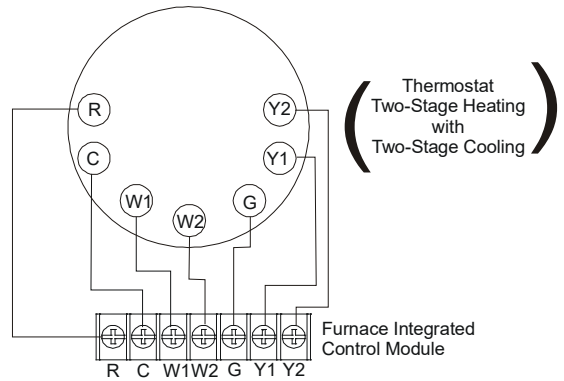 R
Y2
C
Y1
W1
W2
G
Thermostat
Two-Stage Heating
with
Two-Stage Cooling
Furnace Integrated
Control Module
R C W1 W2 G Y1 Y2